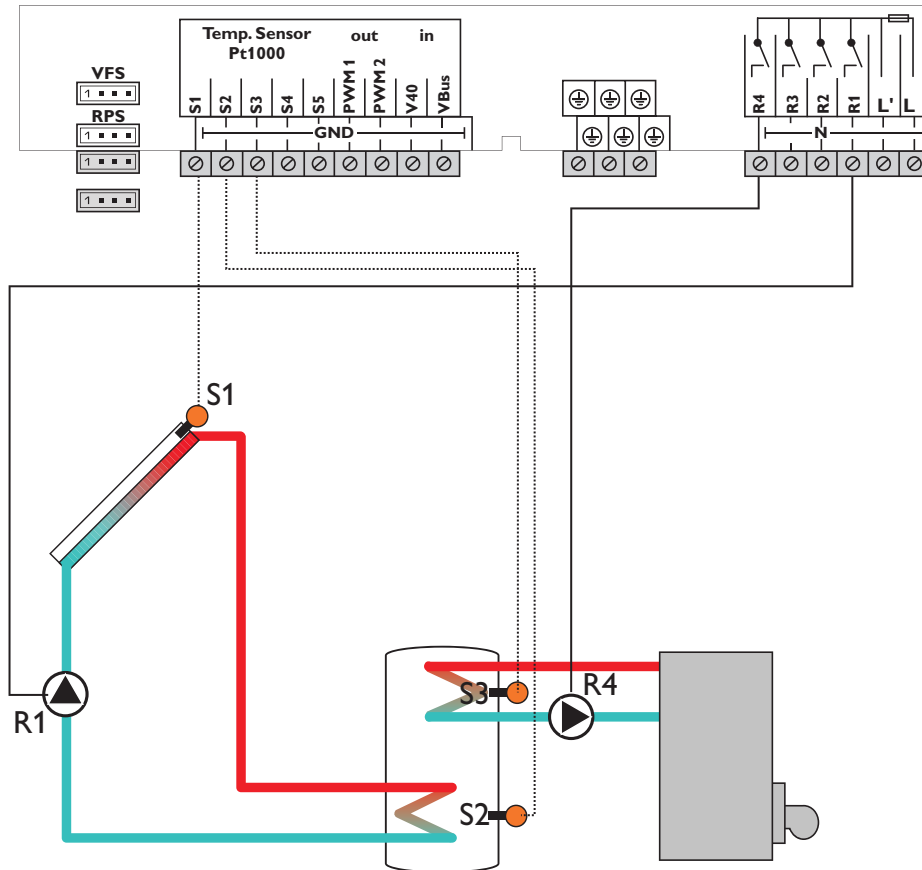 Temp. Sensor out in
Pt1000
VFS
1
RPS
1
1
1
S1 S2 S3 S4 S5 PWM 1 PWM 2 V40 VBus
GND
R4 R3 R2 R1 L' L
N
S1
S3
R4
R1
S2